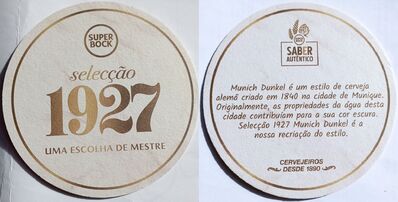 SUPER
BOCK
selecção
1927
UMA ESCOLHA DE MESTRE
SABER
AUTÊNTICO
Munich Dunkel é um estilo de cerveja
alemã criado em 1840 na cidade de Munique.
Originalmente, as propriedades da água desta
cidade contribuíam para a sua cor escura.
Selecção 1927 Munich Dunkel é a
nossa recriação do estilo.
CERVEJEIROS
DESDE 1890